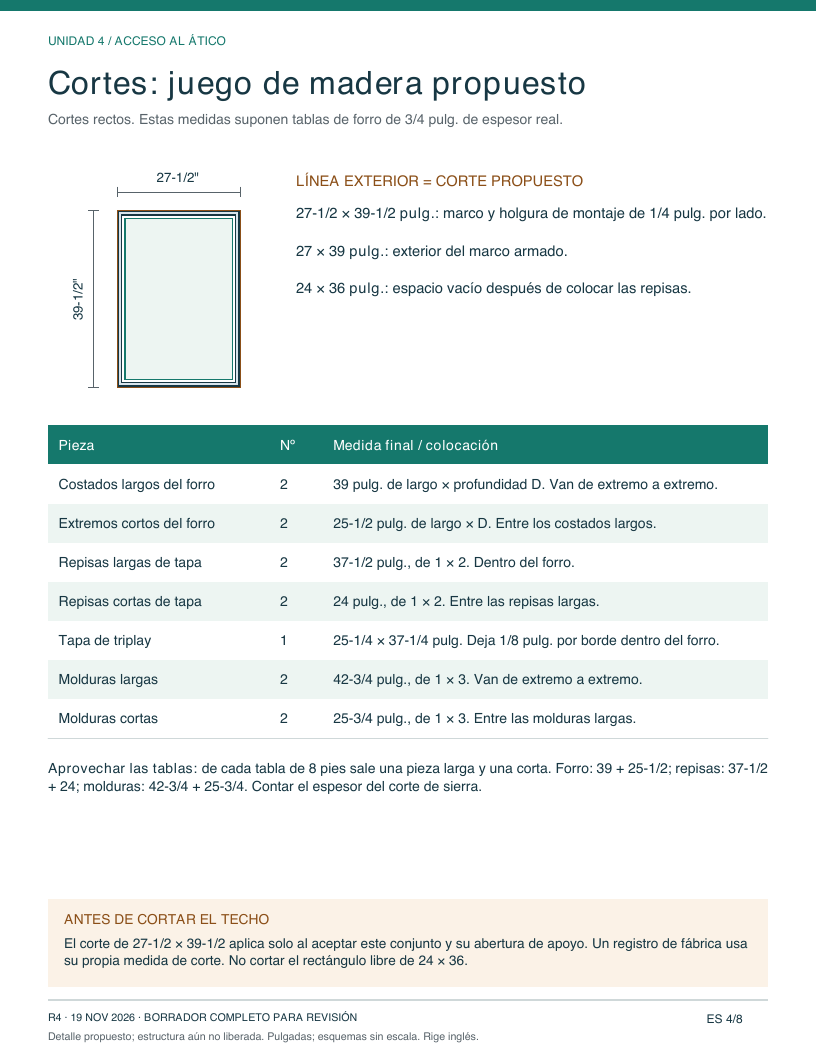 UNIDAD 4 / ACCESO AL ÁTICO
Cortes: juego de madera propuesto
Cortes rectos. Estas medidas suponen tablas de forro de 3/4 pulg. de espesor real.
27-1/2"
39-1/2"
LÍNEA EXTERIOR = CORTE PROPUESTO
27-1/2 × 39-1/2 pulg.: marco y holgura de montaje de 1/4 pulg. por lado.
27 × 39 pulg.: exterior del marco armado.
24 × 36 pulg.: espacio vacío después de colocar las repisas.
Pieza Nº Medida final / colocación
Costados largos del forro 2 39 pulg. de largo × profundidad D. Van de extremo a extremo.
Extremos cortos del forro 2 25-1/2 pulg. de largo × D. Entre los costados largos.
Repisas largas de tapa 2 37-1/2 pulg., de 1 × 2. Dentro del forro.
Repisas cortas de tapa 2 24 pulg., de 1 × 2. Entre las repisas largas.
Tapa de triplay 1 25-1/4 × 37-1/4 pulg. Deja 1/8 pulg. por borde dentro del forro.
Molduras largas 2 42-3/4 pulg., de 1 × 3. Van de extremo a extremo.
Molduras cortas 2 25-3/4 pulg., de 1 × 3. Entre las molduras largas.
Aprovechar las tablas: de cada tabla de 8 pies sale una pieza larga y una corta. Forro: 39 + 25-1/2; repisas: 37-1/2
+ 24; molduras: 42-3/4 + 25-3/4. Contar el espesor del corte de sierra.
ANTES DE CORTAR EL TECHO
El corte de 27-1/2 × 39-1/2 aplica solo al aceptar este conjunto y su abertura de apoyo. Un registro de fábrica usa
su propia medida de corte. No cortar el rectángulo libre de 24 × 36.
R4 · 19 NOV 2026 · BORRADOR COMPLETO PARA REVISIÓN
ES 4/8
Detalle propuesto; estructura aún no liberada. Pulgadas; esquemas sin escala. Rige inglés.